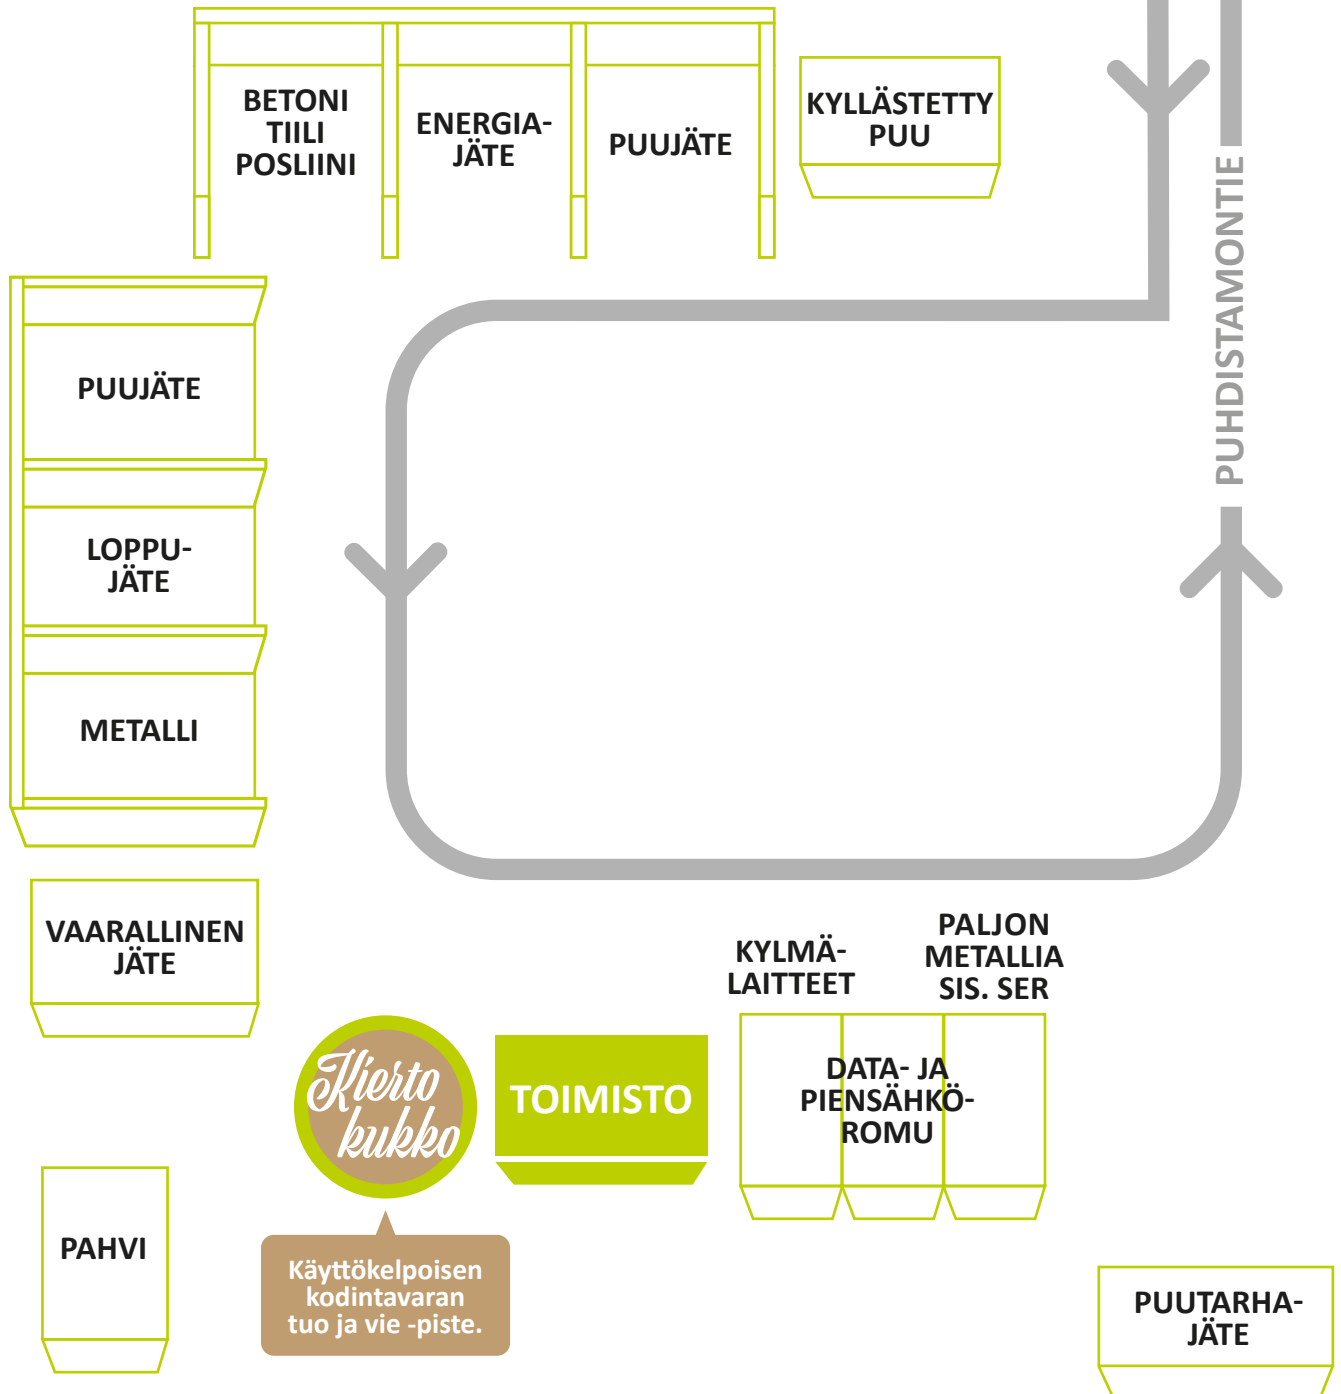 BETONI
TIILI
POSLIINI
ENERGIA-
JÄTE
PUUJÄTE
KYLLÄSTETTY
PUU
PUHDISTAMONTIE
PUUJÄTE
LOPPU-
JÄTE
METALLI
VAARALLINEN
JÄTE
KYLMÄ-
LAITTEET
PALJON
METALLIA
SIS. SER
DATA- JA
PIENSÄHKÖ-
ROMU
Kierto
kukko
TOIMISTO
Käyttökelpoisen
kodintavaran
tuo ja vie -piste.
PAHVI
PUUTARHA-
JÄTE